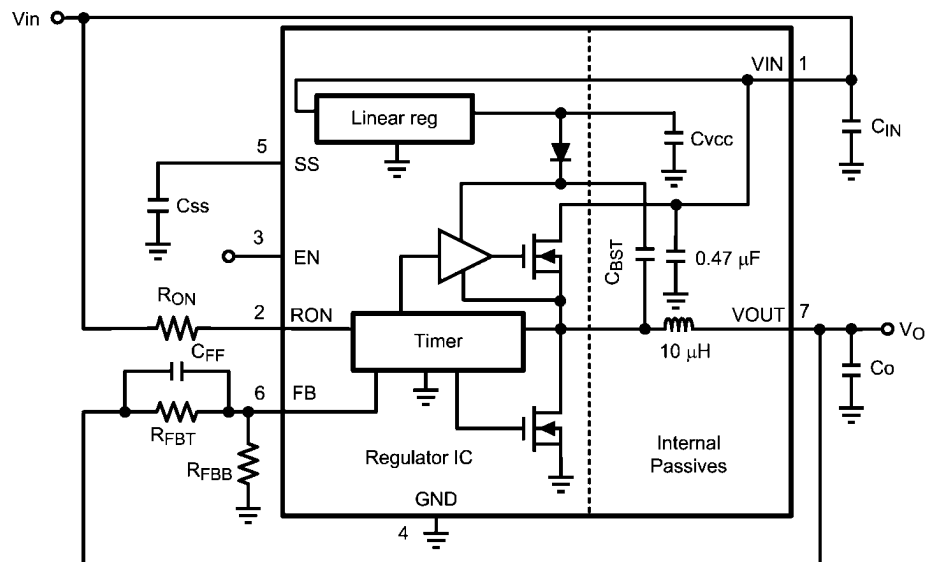 Vin
VIN 1
Linear reg
Cvcc
CIN
5
SS
Css
3
EN
CBST
0.47 μF
RON
2 RON
Timer
VOUT 7
VO
10 μH
CFF
Co
6 FB
RFBT
RFBB
Regulator IC
Internal
Passives
GND
4